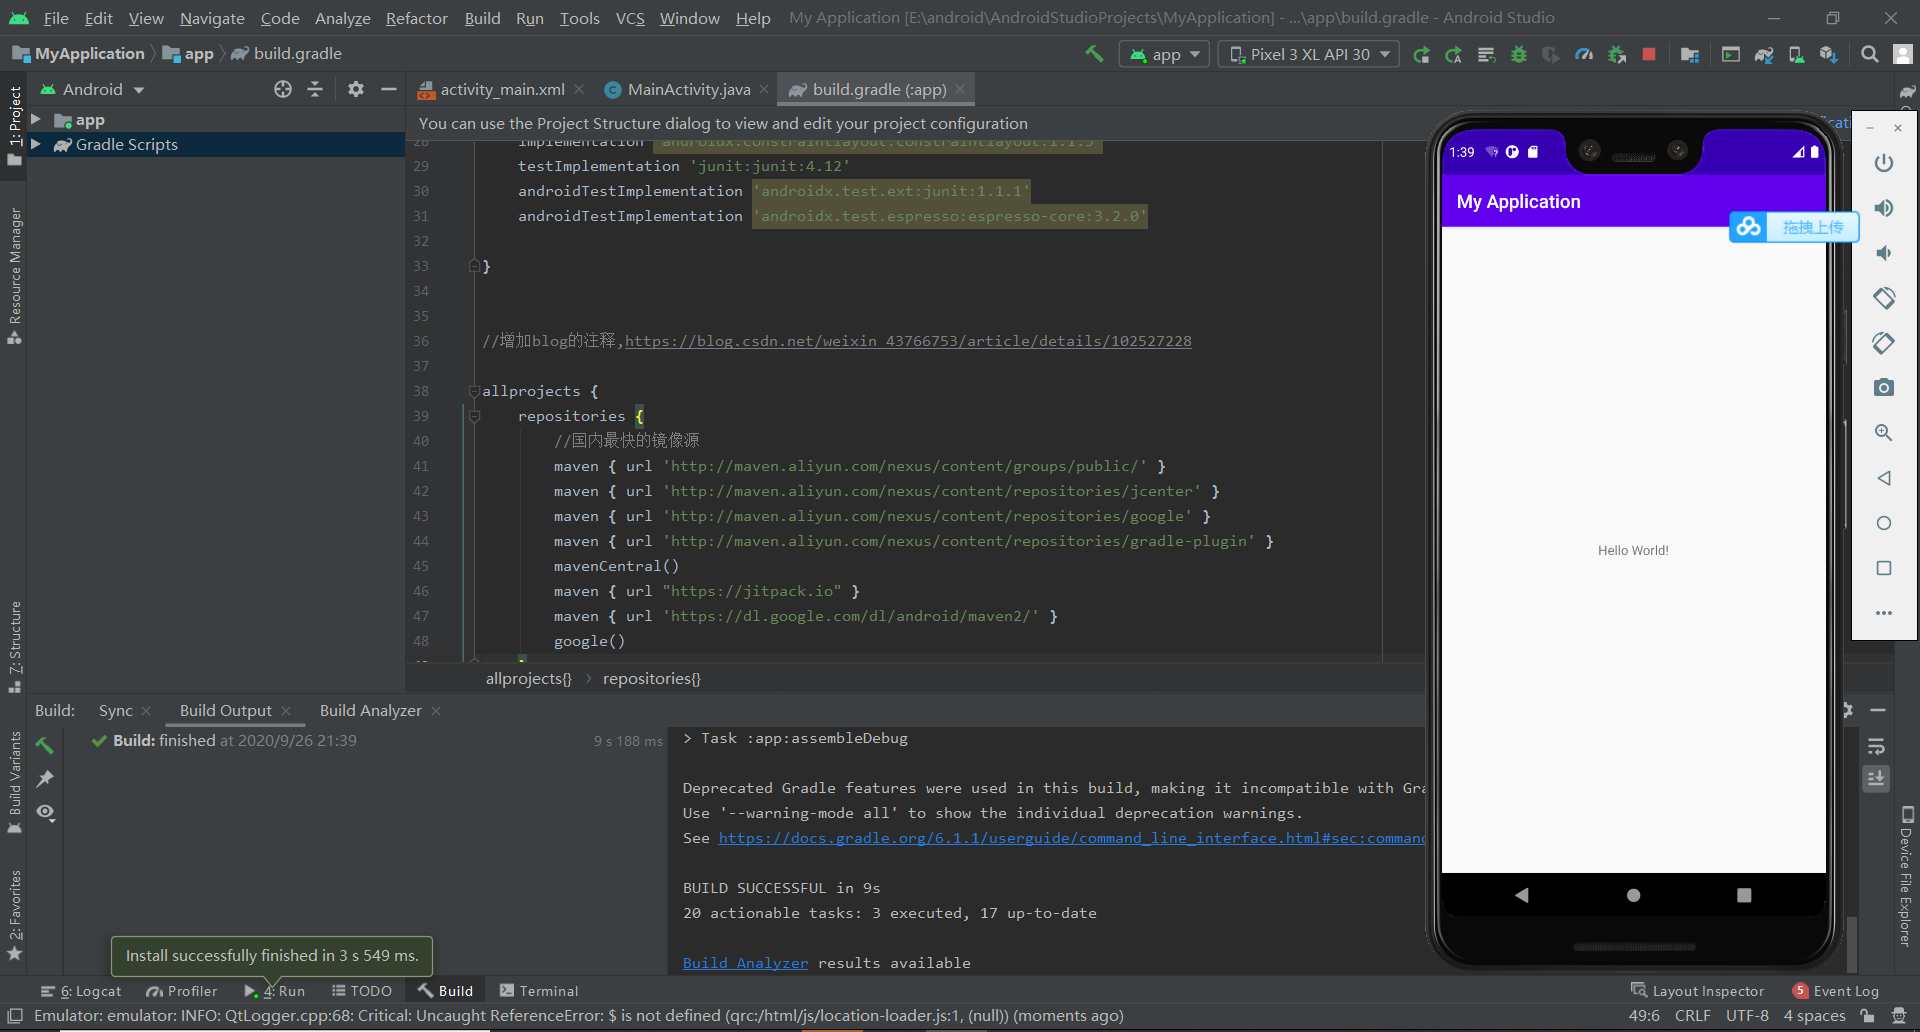 File Edit View Navigate Code Analyze Refactor Build Run Tools VCS Window Help My Application [E:\android\AndroidStudioProjects\MyApplication] - ...\app\build.gradle - Android Studio
MyApplication app build.gradle
app Pixel 3 XL API 30
Android
activity_main.xml MainActivity.java build.gradle (:app)
1: Project
Resource Manager
Z: Structure
Build Variants
2: Favorites
app
Gradle Scripts
You can use the Project Structure dialog to view and edit your project configuration
28 implementation 'androidx.constraintlayout:constraintlayout:1.1.3'
29 testImplementation 'junit:junit:4.12'
30 androidTestImplementation 'androidx.test.ext:junit:1.1.1'
31 androidTestImplementation 'androidx.test.espresso:espresso-core:3.2.0'
32
33 }
34
35
36 //增加blog的注释,https://blog.csdn.net/weixin_43766753/article/details/102527228
37
38 allprojects {
39 repositories {
40 //国内最快的镜像源
41 maven { url 'http://maven.aliyun.com/nexus/content/groups/public/' }
42 maven { url 'http://maven.aliyun.com/nexus/content/repositories/jcenter' }
43 maven { url 'http://maven.aliyun.com/nexus/content/repositories/google' }
44 maven { url 'http://maven.aliyun.com/nexus/content/repositories/gradle-plugin' }
45 mavenCentral()
46 maven { url "https://jitpack.io" }
47 maven { url 'https://dl.google.com/dl/android/maven2/' }
48 google()
allprojects{} repositories{}
1:39
My Application
拖拽上传
Hello World!
Build: Sync Build Output Build Analyzer
Build: finished at 2020/9/26 21:39 9 s 188 ms
> Task :app:assembleDebug
Deprecated Gradle features were used in this build, making it incompatible with Gra
Use '--warning-mode all' to show the individual deprecation warnings.
See https://docs.gradle.org/6.1.1/userguide/command_line_interface.html#sec:command
BUILD SUCCESSFUL in 9s
20 actionable tasks: 3 executed, 17 up-to-date
Build Analyzer results available
Device File Explorer
Install successfully finished in 3 s 549 ms.
6: Logcat Profiler 4: Run TODO Build Terminal Layout Inspector 5 Event Log
Emulator: emulator: INFO: QtLogger.cpp:68: Critical: Uncaught ReferenceError: $ is not defined (qrc:/html/js/location-loader.js:1, (null)) (moments ago) 49:6 CRLF UTF-8 4 spaces